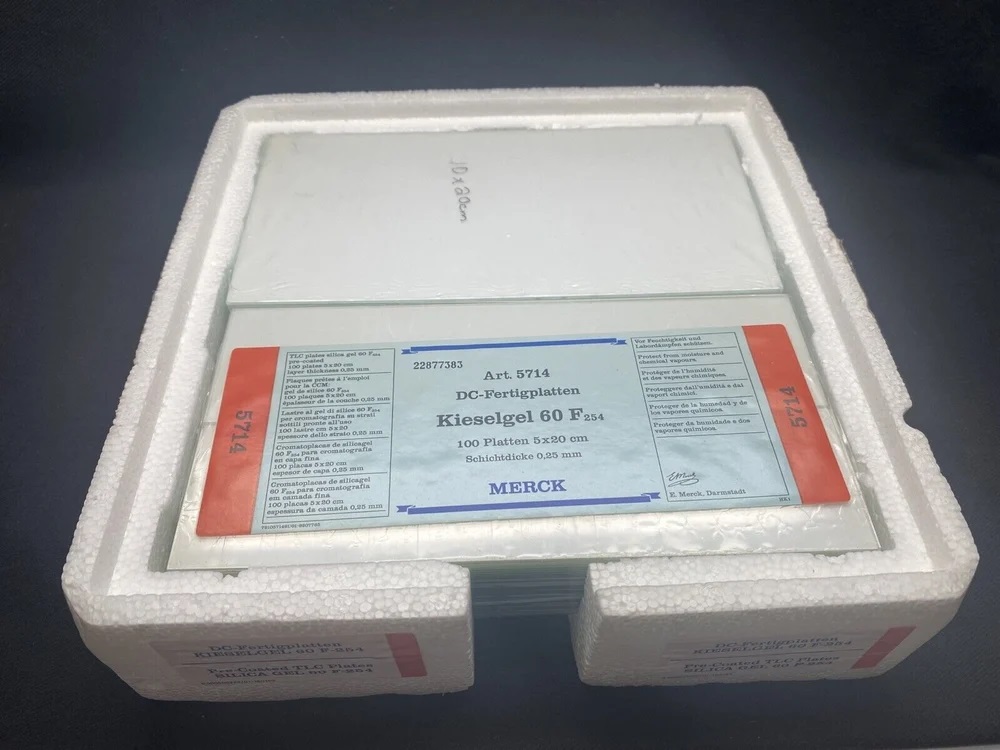 10x20cm
TLC plates silica gel 60 F254
pre-coated
100 plates 5x20 cm
layer thickness 0,25 mm
Plaques prêtes à l'emploi
pour la CCM:
gel de silice 60 F254
100 plaques 5x20 cm
épaisseur de la couche 0,25 mm
Lastre al gel di silice 60 F254
per cromatografia su strati
sottili pronte all'uso
100 lastre cm 5x20
spessore dello strato 0,25 mm
Cromatoplacas de silicagel
60 F254 para cromatografía
en capa fina
100 placas 5x20 cm
espesor de capa 0,25 mm
Cromatoplacas de silicagel
60 F254 para cromatografia
em camada fina
100 placas 5x20 cm
espessura da camada 0,25 mm
5714
22877383
Art. 5714
DC-Fertigplatten
Kieselgel 60 F254
100 Platten 5x20 cm
Schichtdicke 0,25 mm
MERCK
Vor Feuchtigkeit und
Labordämpfen schützen.
Protect from moisture and
chemical vapours.
Protéger de l'humidité
et des vapeurs chimiques.
Proteggere dall'umidità e dai
vapori chimici.
Proteger de la humedad y de
los vapores químicos.
Proteger da humidade e dos
vapores químicos.
E. Merck, Darmstadt
5714
DC-Fertigplatten
KIESELGEL 60 F-254
Pre-Coated TLC Plates
SILICA GEL 60 F-254
DC-Fertigplatten
KIESELGEL 60 F-254
Pre-Coated TLC Plates
SILICA GEL 60 F-254